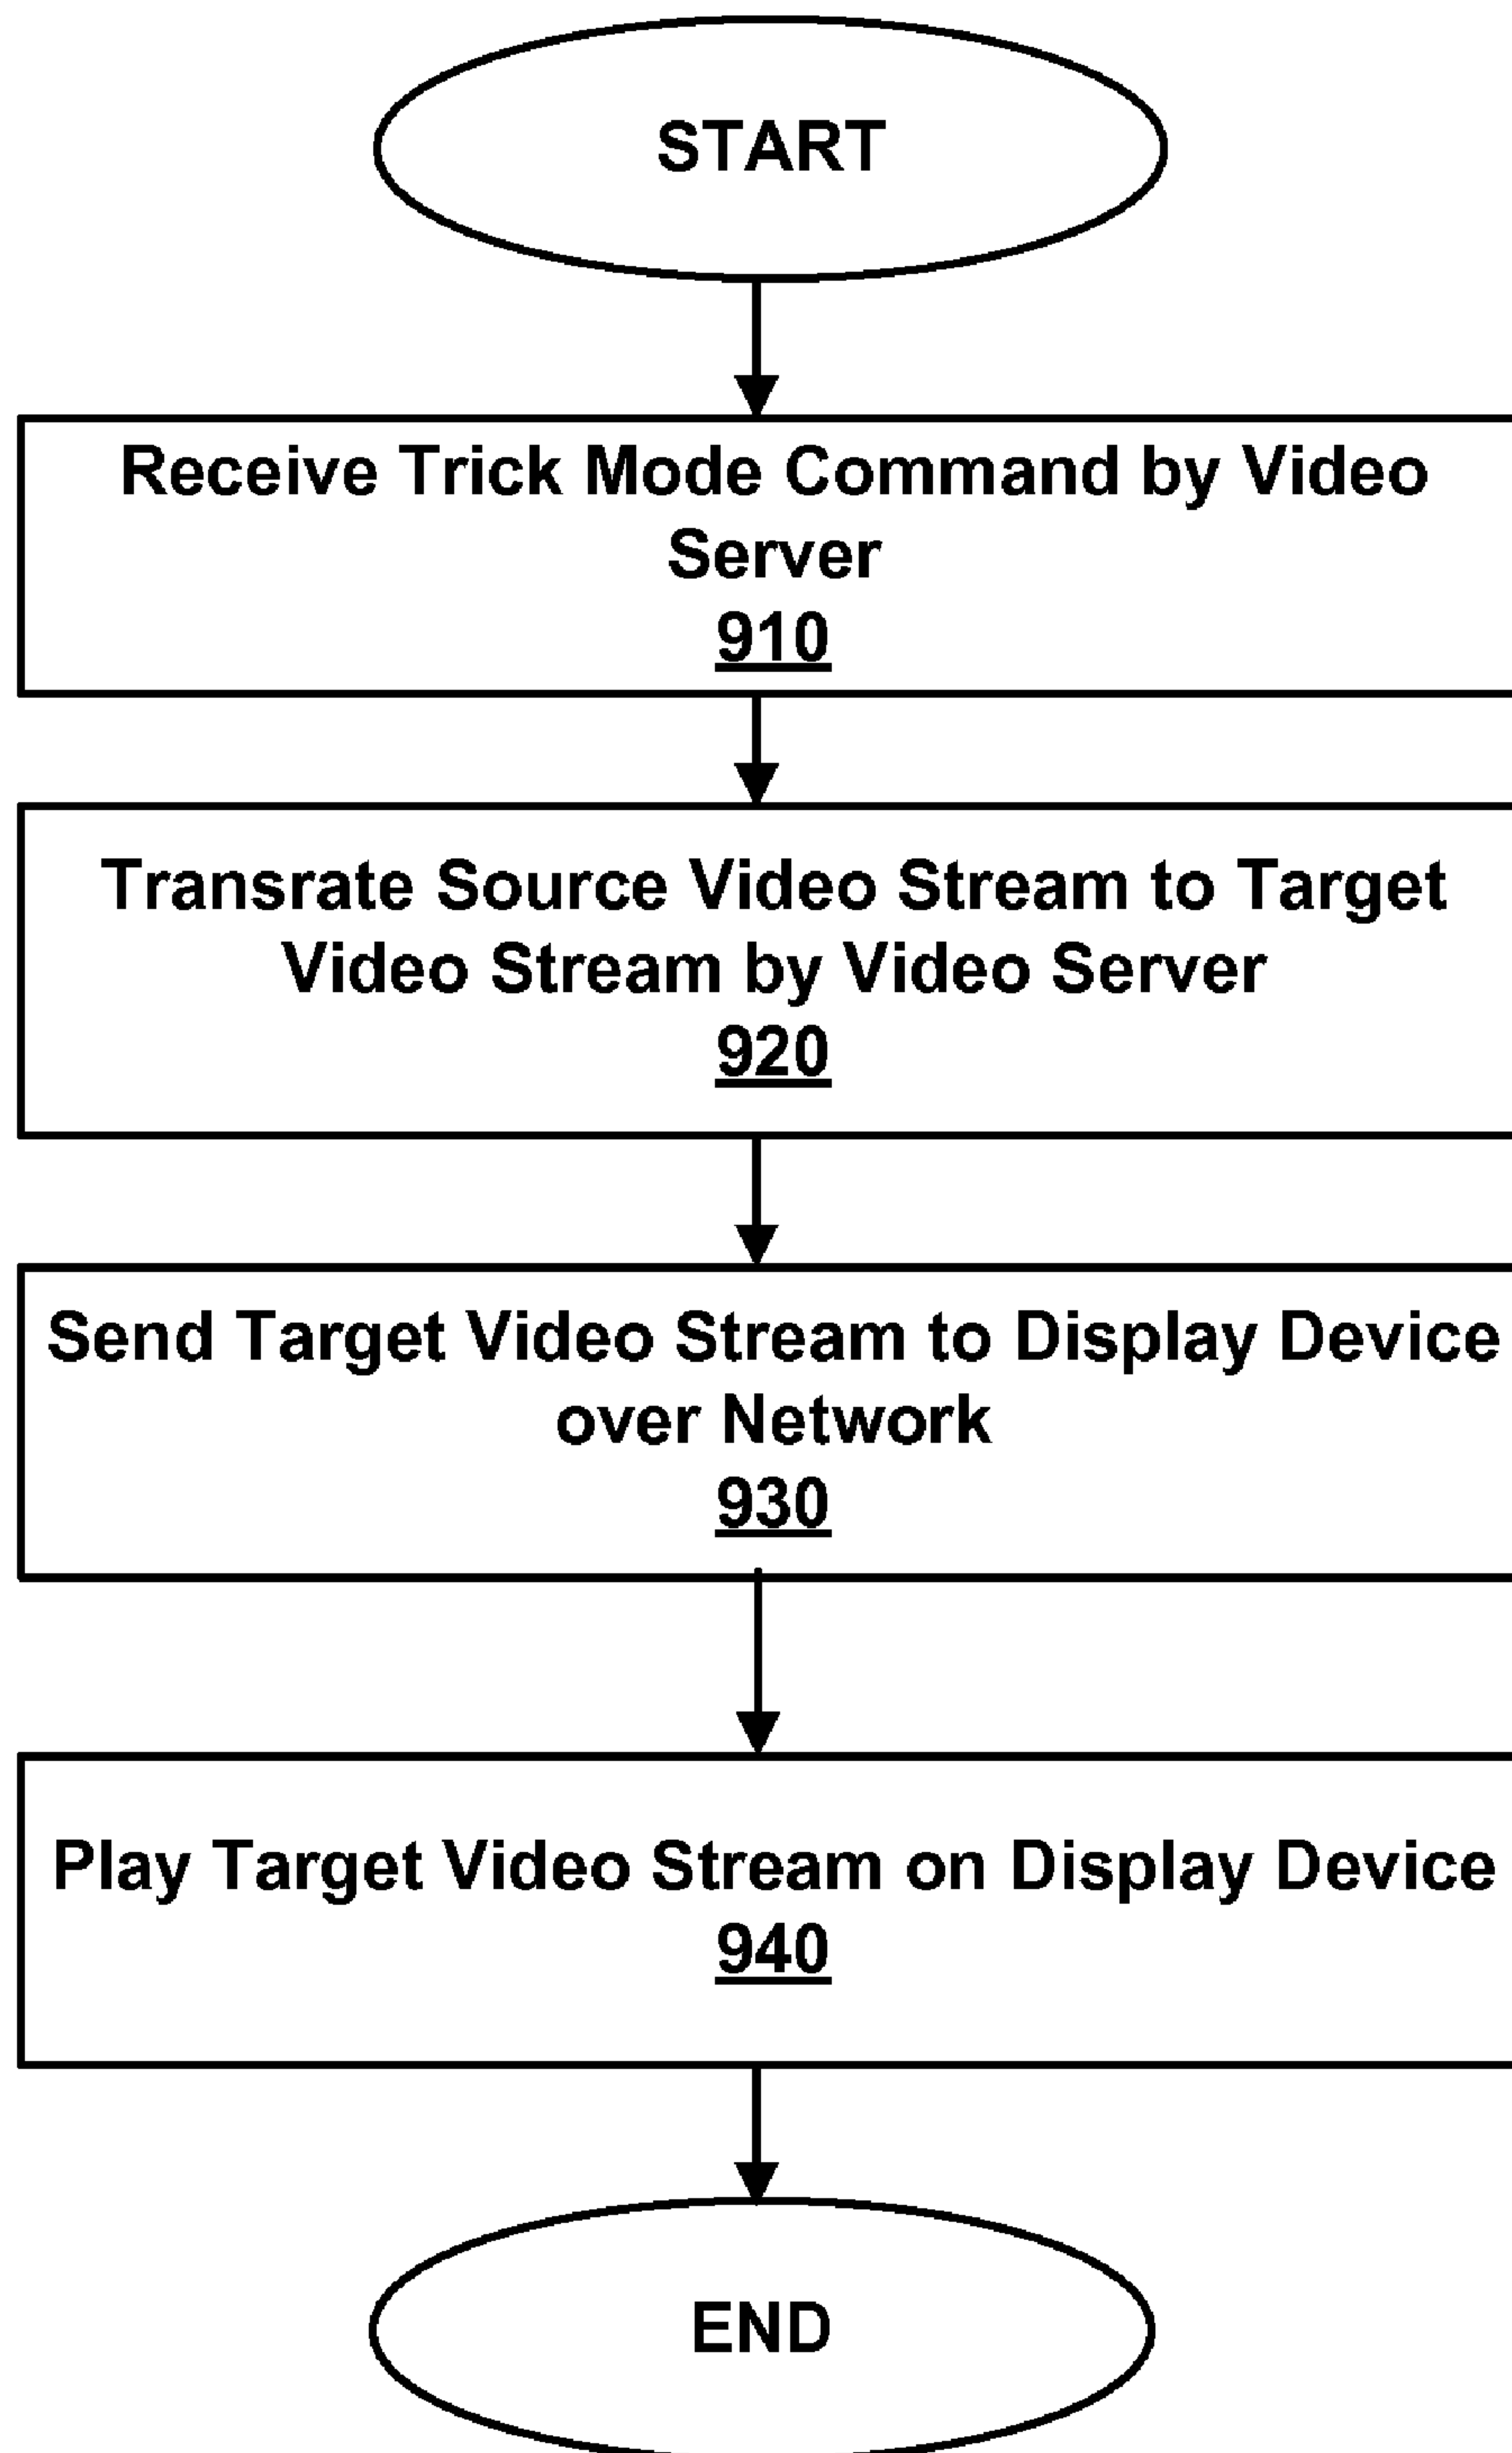 START
Receive Trick Mode Command by Video
Server
910
Transrate Source Video Stream to Target
Video Stream by Video Server
920
Send Target Video Stream to Display Device
over Network
930
Play Target Video Stream on Display Device
940
END